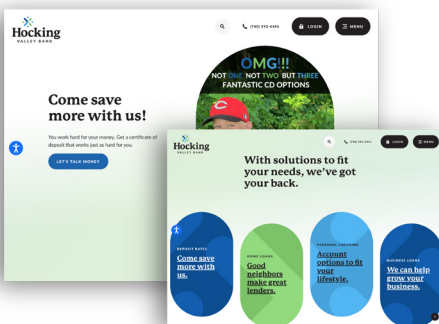 Hocking
VALLEY BANK
(740) 592-4441
LOGIN
MENU
OMG!!!
NOT ONE NOT TWO BUT THREE
FANTASTIC CD OPTIONS
Come save
more with us!
You work hard for your money. Get a certificate of
deposit that works just as hard for you.
LET'S TALK MONEY
Hocking
VALLEY BANK
(740) 592-4441
LOGIN
MENU
With solutions to fit
your needs, we've got
your back.
DEPOSIT RATES
Come save
more with
us.
HOME LOANS
Good
neighbors
make great
lenders.
PERSONAL CHECKING
Account
options to fit
your
lifestyle.
BUSINESS LOANS
We can help
grow your
business.